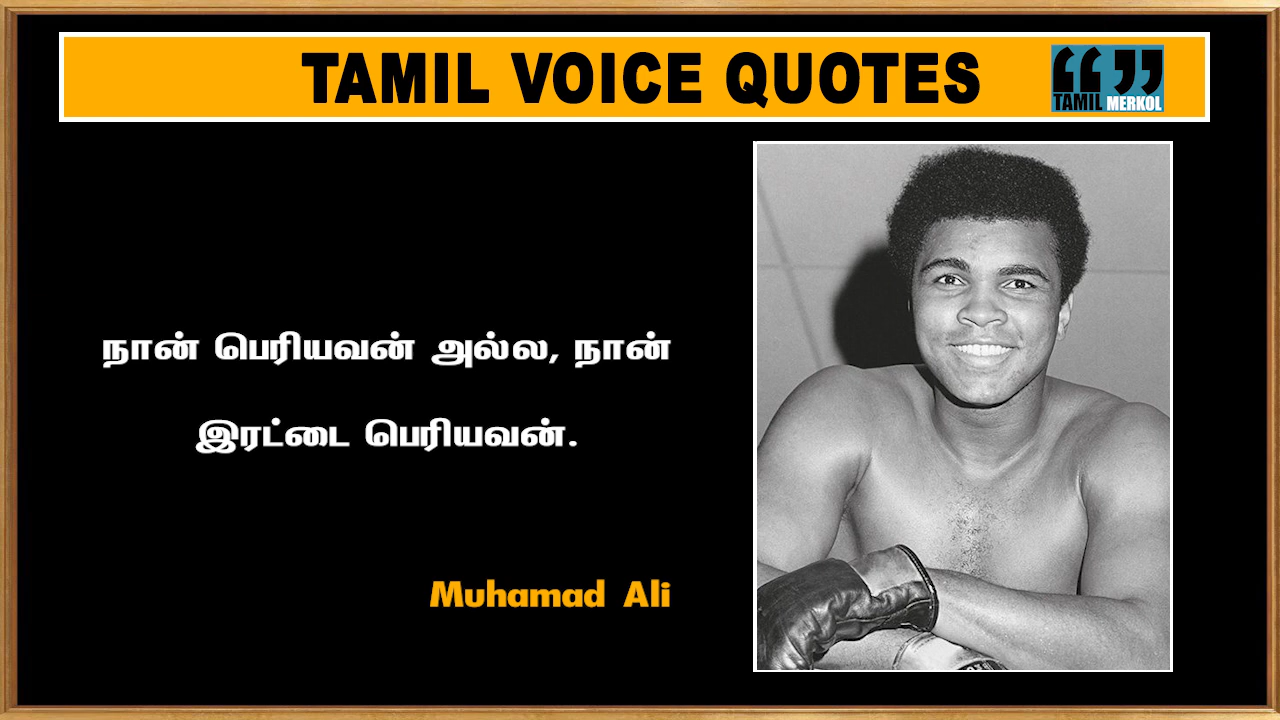 TAMIL VOICE QUOTES
TAMIL MERKOL
நான் பெரியவன் அல்ல, நான்
இரட்டை பெரியவன்.
Muhamad Ali